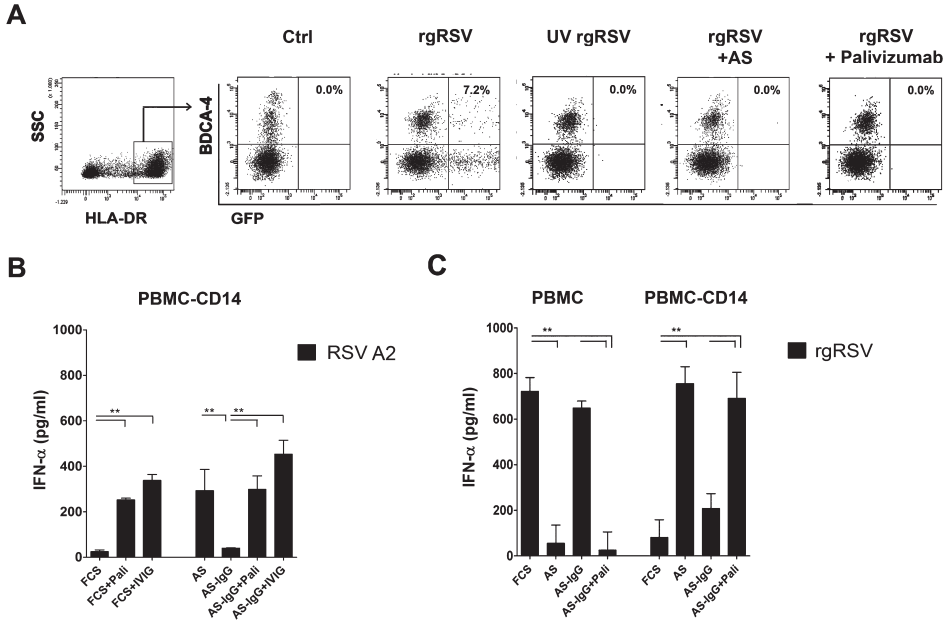 A
Ctrl
rgRSV
UV rgRSV
rgRSV
+AS
rgRSV
+ Palivizumab
SSC
HLA-DR
BDCA-4
GFP
0.0%
7.2%
0.0%
0.0%
0.0%
B
PBMC-CD14
1000
800
600
400
200
0
IFN-α (pg/ml)
** ** **
RSV A2
FCS
FCS+Pali
FCS+IVIG
AS
AS-IgG
AS-IgG+Pali
AS-IgG+IVIG
C
PBMC
PBMC-CD14
1000
800
600
400
200
0
IFN-α (pg/ml)
** **
rgRSV
FCS
AS
AS-IgG
AS-IgG+Pali
FCS
AS
AS-IgG
AS-IgG+Pali